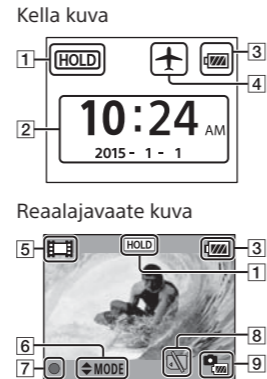 Kella kuva
1 HOLD 3
4
2 10:24 AM
2015 - 1 - 1
Reaalajavaate kuva
5 HOLD 3
1
6 8
7 MODE 9